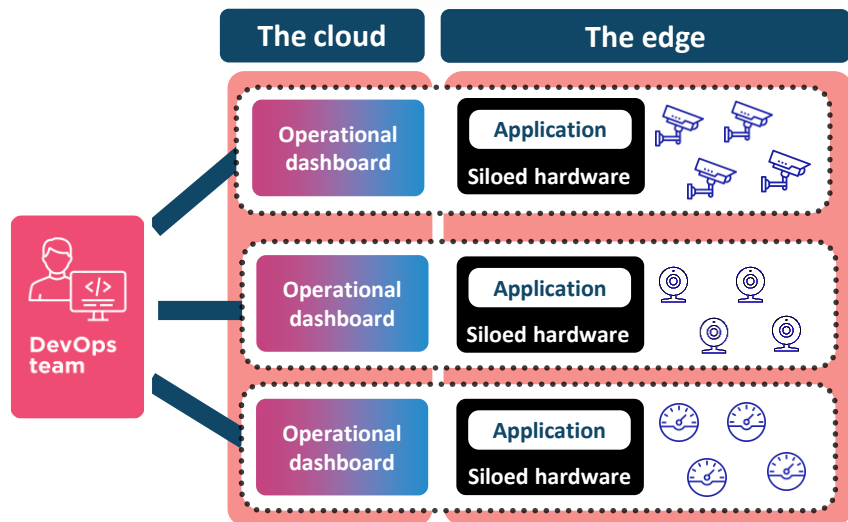 The cloud
The edge
Operational
dashboard
Application
Siloed hardware
</>
DevOps
team
Operational
dashboard
Application
Siloed hardware
Operational
dashboard
Application
Siloed hardware